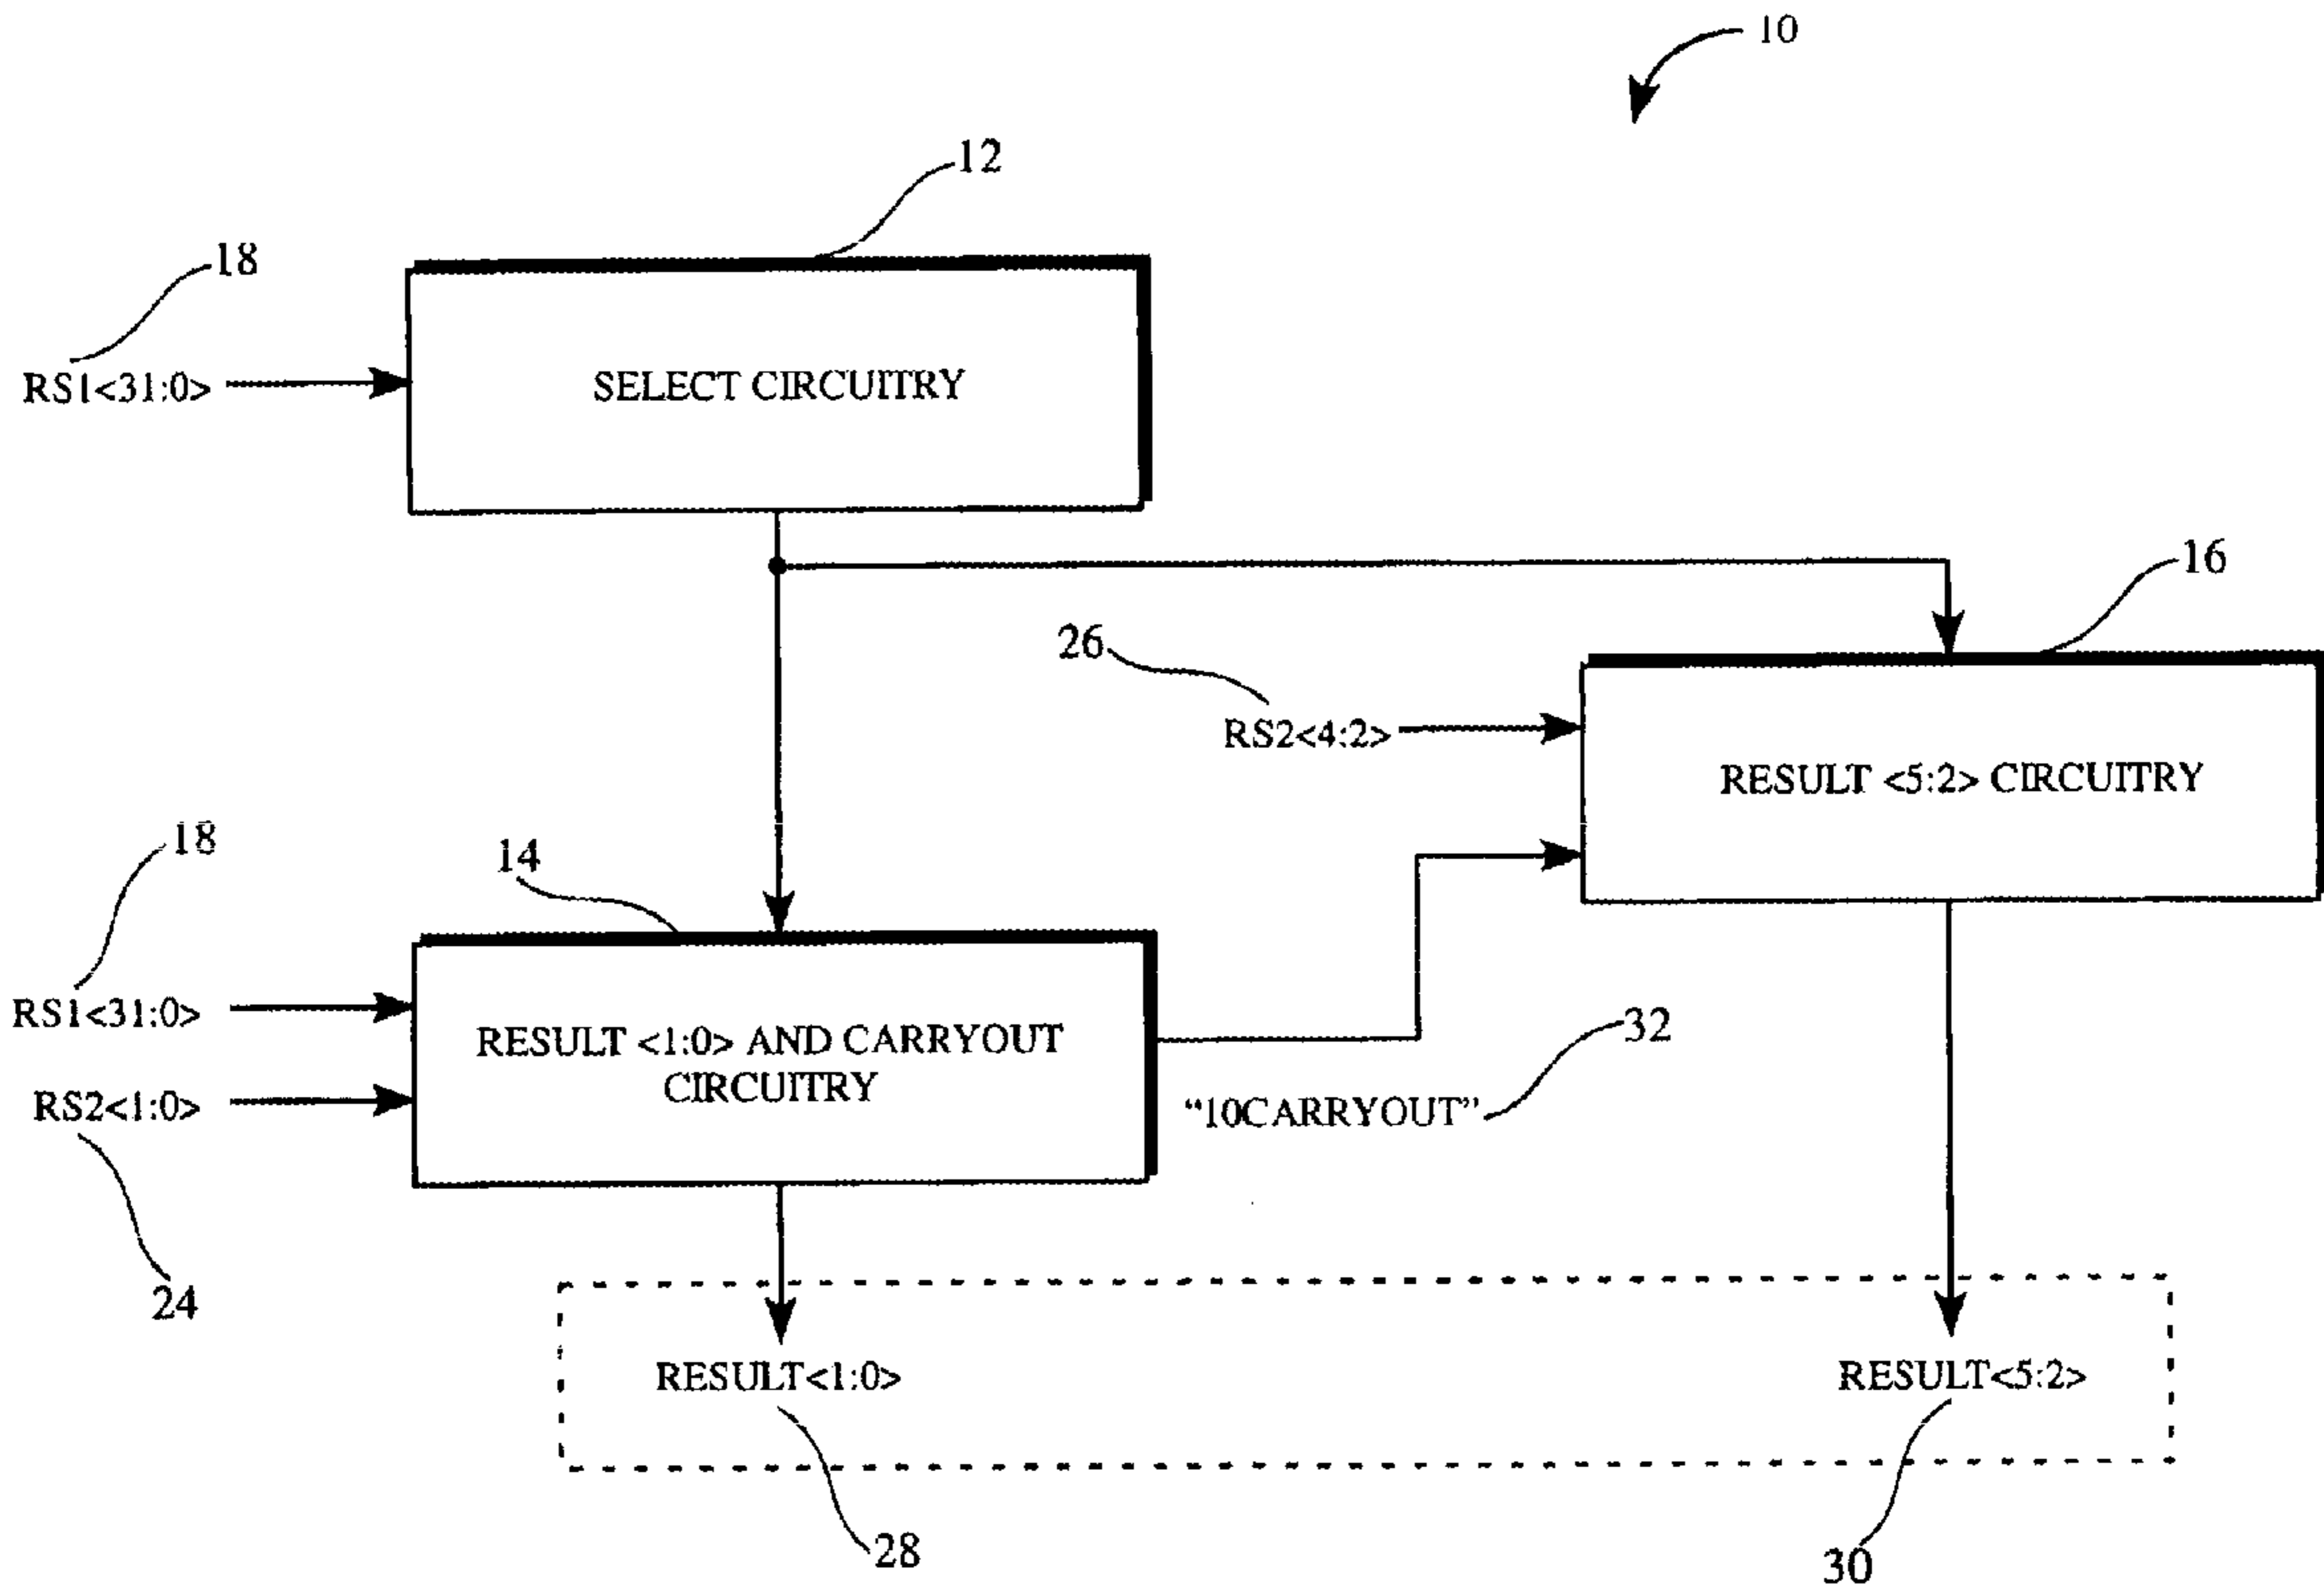 10
12
18
RS1<31:0>
SELECT CIRCUITRY
16
26
RS2<4:2>
RESULT <5:2> CIRCUITRY
18
14
RS1<31:0>
RS2<1:0>
RESULT <1:0> AND CARRYOUT
CIRCUITRY
32
“10CARRYOUT”
24
RESULT<1:0>
RESULT<5:2>
28
30